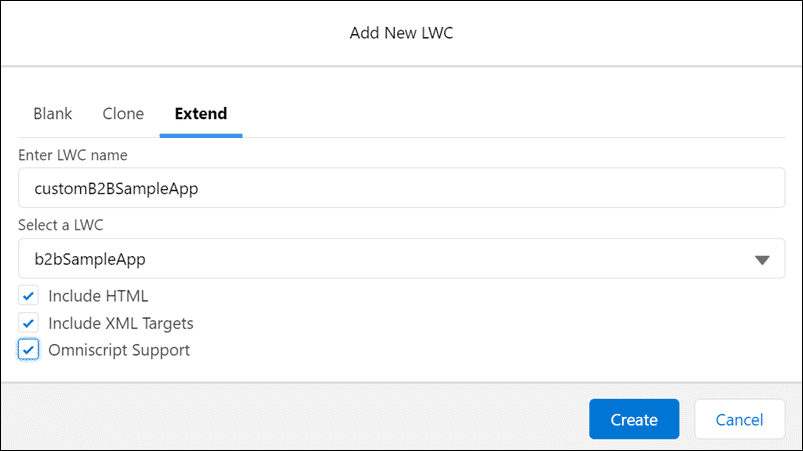 Add New LWC
Blank Clone Extend
Enter LWC name
customB2BSampleApp
Select a LWC
b2bSampleApp
Include HTML
Include XML Targets
Omniscript Support
Create Cancel